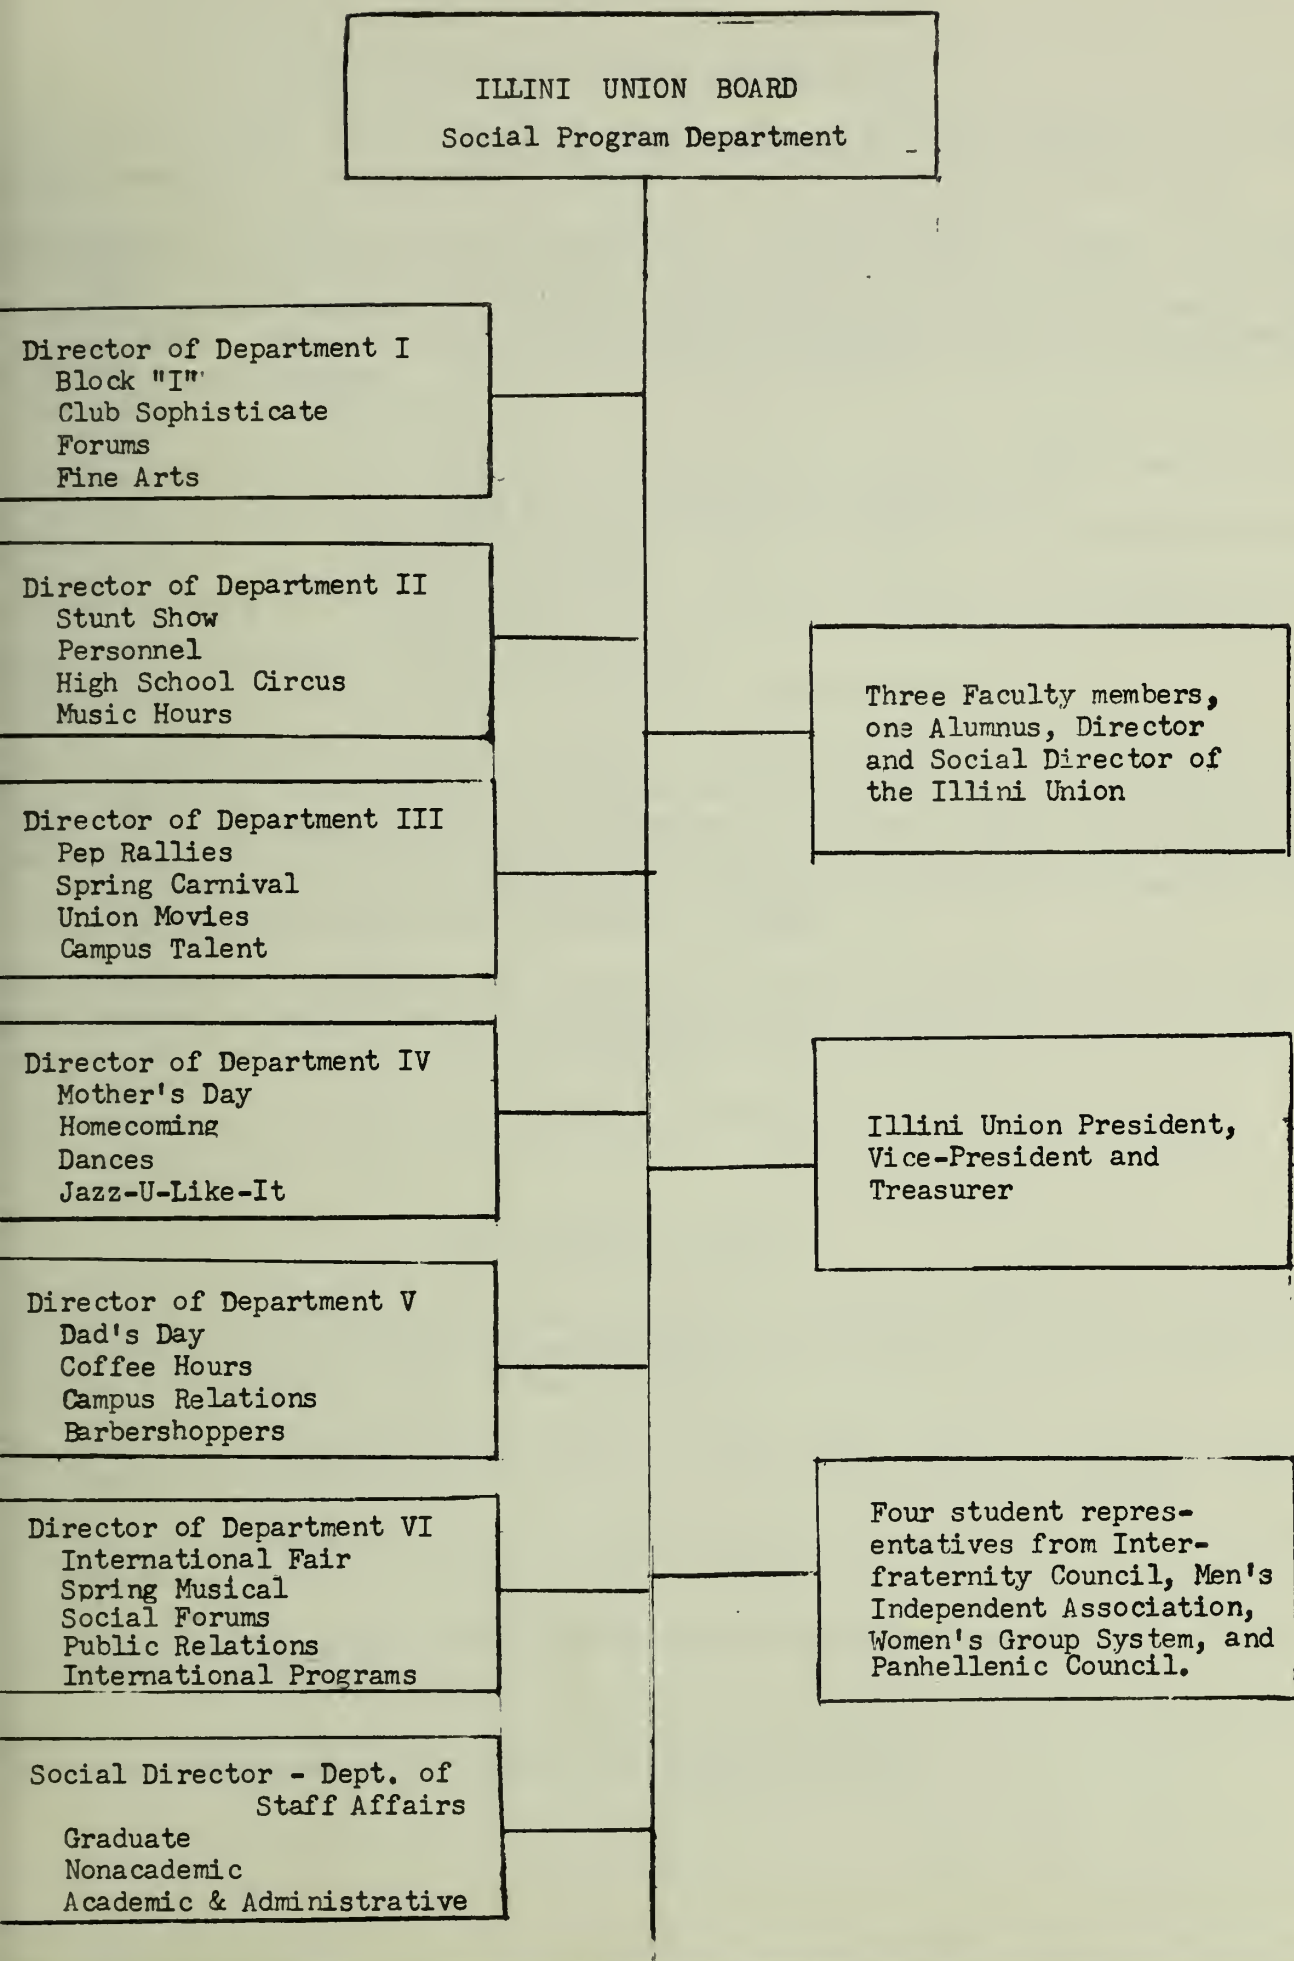 ILLINI UNION BOARD
Social Program Department
Director of Department I
Block "I"
Club Sophisticate
Forums
Fine Arts
Director of Department II
Stunt Show
Personnel
High School Circus
Music Hours
Director of Department III
Pep Rallies
Spring Carnival
Union Movies
Campus Talent
Director of Department IV
Mother's Day
Homecoming
Dances
Jazz-U-Like-It
Director of Department V
Dad's Day
Coffee Hours
Campus Relations
Barbershoppers
Director of Department VI
International Fair
Spring Musical
Social Forums
Public Relations
International Programs
Social Director - Dept. of
Staff Affairs
Graduate
Nonacademic
Academic & Administrative
Three Faculty members,
one Alumnus, Director
and Social Director of
the Illini Union
Illini Union President,
Vice-President and
Treasurer
Four student repres-
entatives from Inter-
fraternity Council, Men's
Independent Association,
Women's Group System, and
Panhellenic Council.